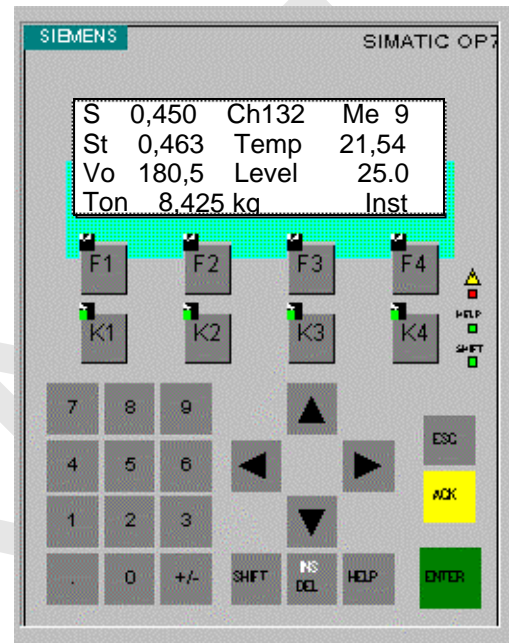 SIEMENS SIMATIC OP7
S 0,450 Ch132 Me 9
St 0,463 Temp 21,54
Vo 180,5 Level 25.0
Ton 8,425 kg Inst
F1 F2 F3 F4
HELP
K1 K2 K3 K4
SHIFT
7 8 9
ESC
4 5 6
ACK
1 2 3
. 0 +/- SHIFT INS DEL HELP ENTER